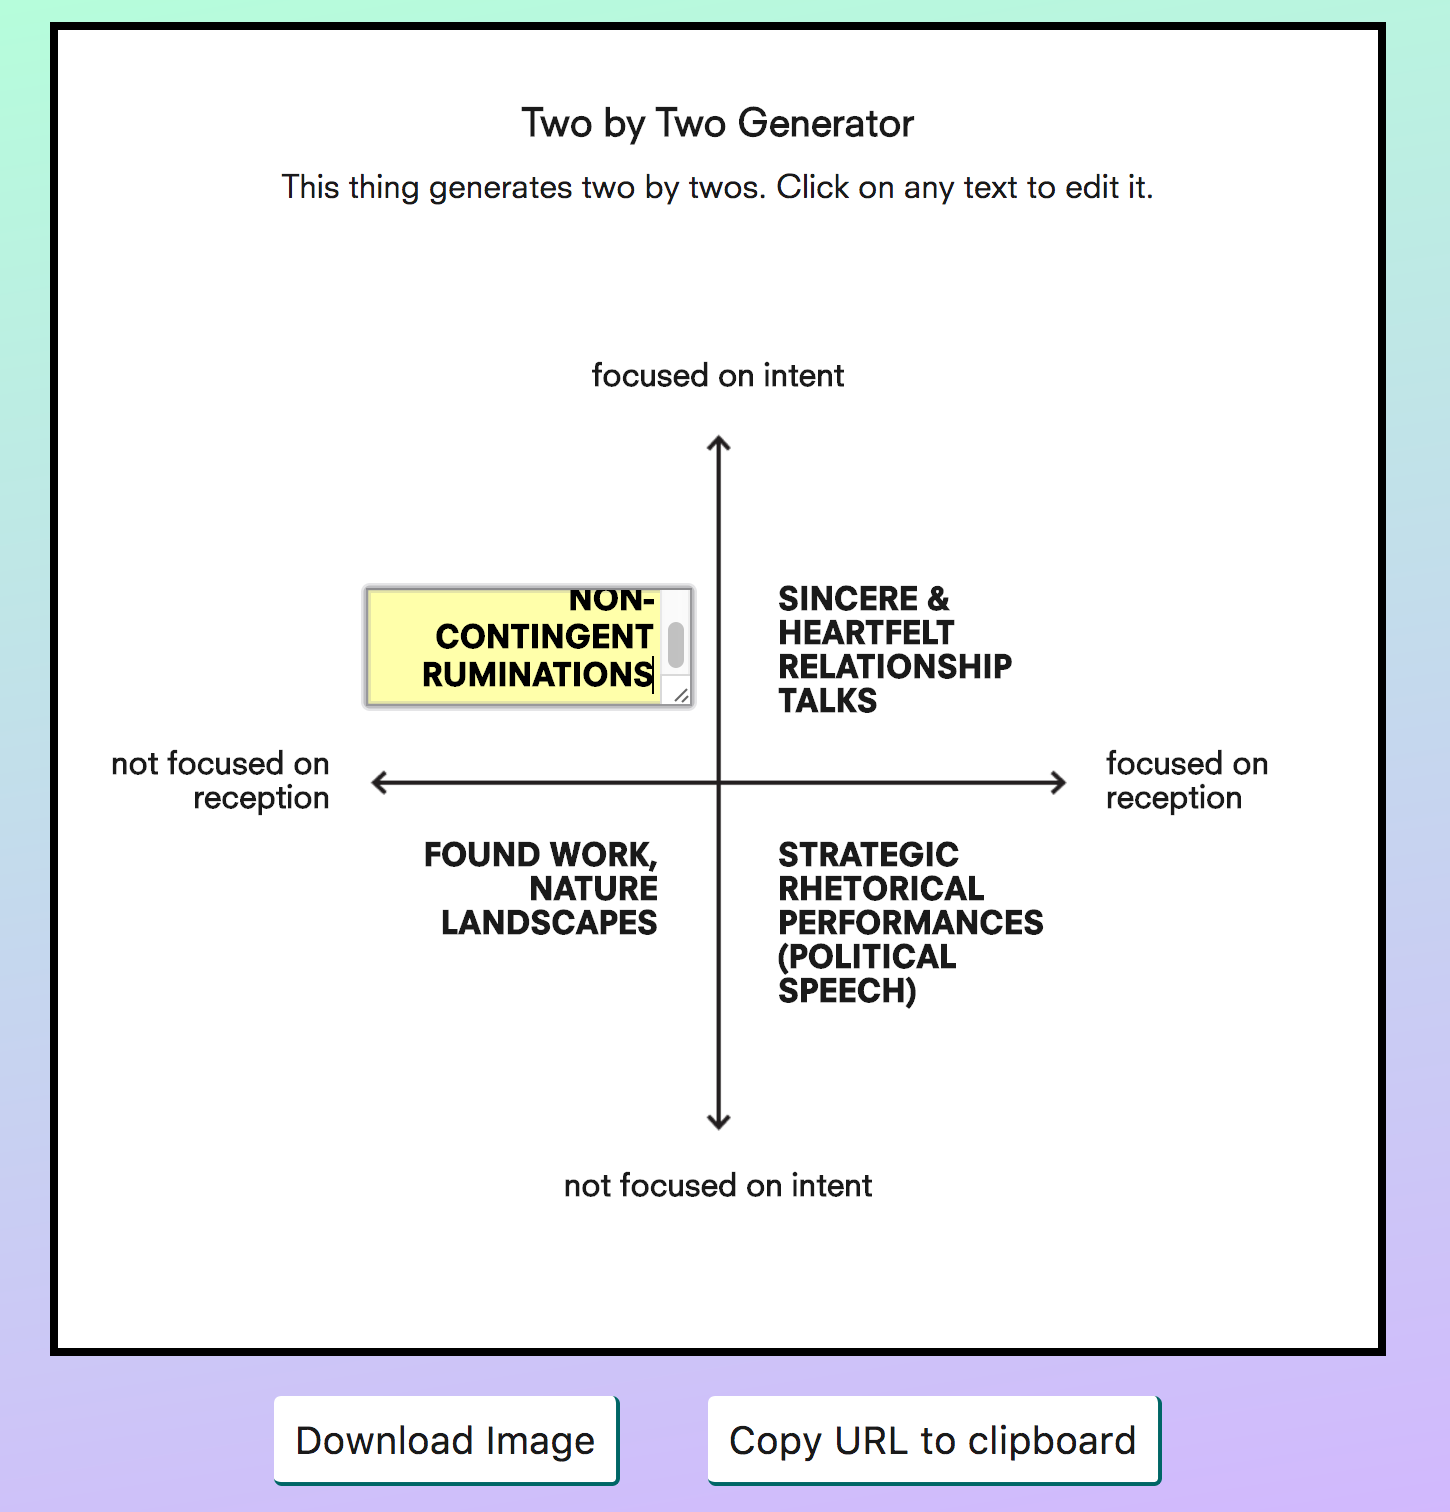 Two by Two Generator
This thing generates two by twos. Click on any text to edit it.
focused on intent
NON-
CONTINGENT
RUMINATIONS
SINCERE &
HEARTFELT
RELATIONSHIP
TALKS
not focused on
reception
focused on
reception
FOUND WORK,
NATURE
LANDSCAPES
STRATEGIC
RHETORICAL
PERFORMANCES
(POLITICAL
SPEECH)
not focused on intent
Download Image
Copy URL to clipboard